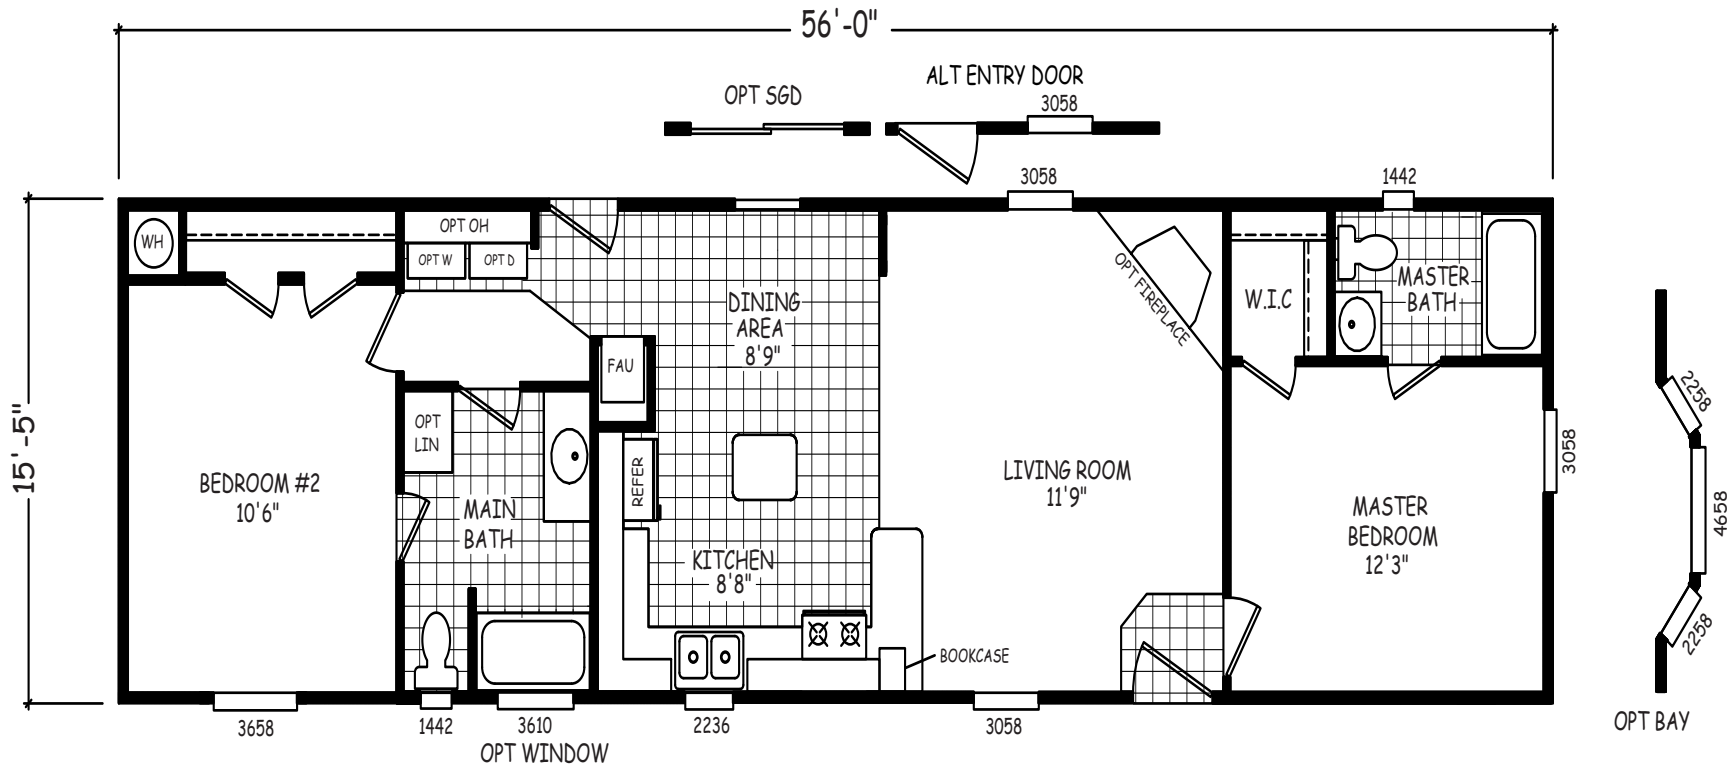 56'-0"
ALT ENTRY DOOR
OPT SGD
3058
3058
1442
OPT OH
WH
OPT W
OPT D
OPT FIREPLACE
MASTER
BATH
W.I.C
DINING
AREA
8'9"
FAU
15'-5"
OPT
LIN
REFER
BEDROOM #2
10'6"
MAIN
BATH
LIVING ROOM
11'9"
MASTER
BEDROOM
12'3"
KITCHEN
8'8"
BOOKCASE
3058
2258
4658
2258
OPT BAY
3658
1442
3610
OPT WINDOW
2236
3058